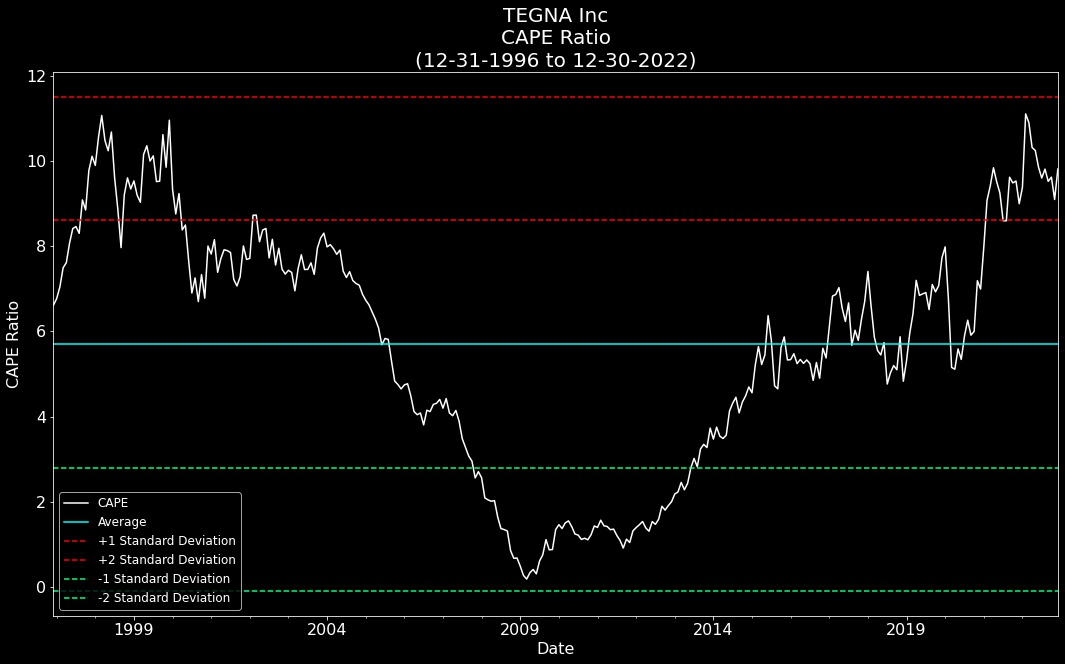 TEGNA Inc
CAPE Ratio
(12-31-1996 to 12-30-2022)
12
10
8
6
4
2
0
CAPE Ratio
CAPE
Average
+1 Standard Deviation
+2 Standard Deviation
-1 Standard Deviation
-2 Standard Deviation
1999
2004
2009
2014
2019
Date